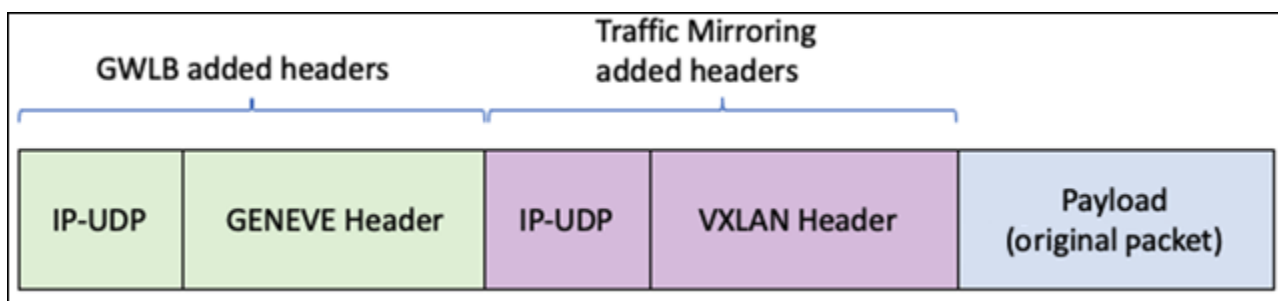 GWLB added headers
Traffic Mirroring
added headers
IP-UDP
GENEVE Header
IP-UDP
VXLAN Header
Payload
(original packet)